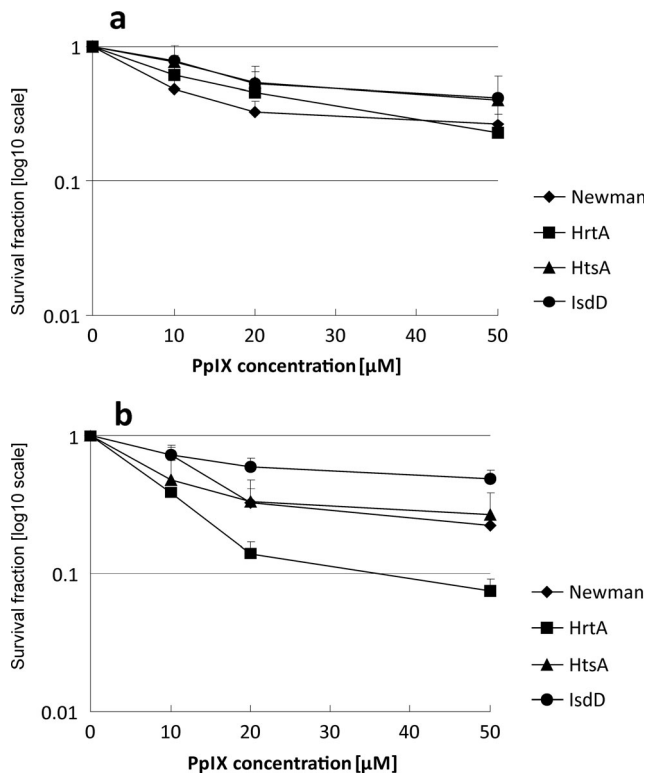 a
1
0.1
0.01
Survival fraction [log10 scale]
0 10 20 30 40 50
PpIX concentration [µM]
Newman
HrtA
HtsA
IsdD
b
1
0.1
0.01
Survival fraction [log10 scale]
0 10 20 30 40 50
PpIX concentration [µM]
Newman
HrtA
HtsA
IsdD